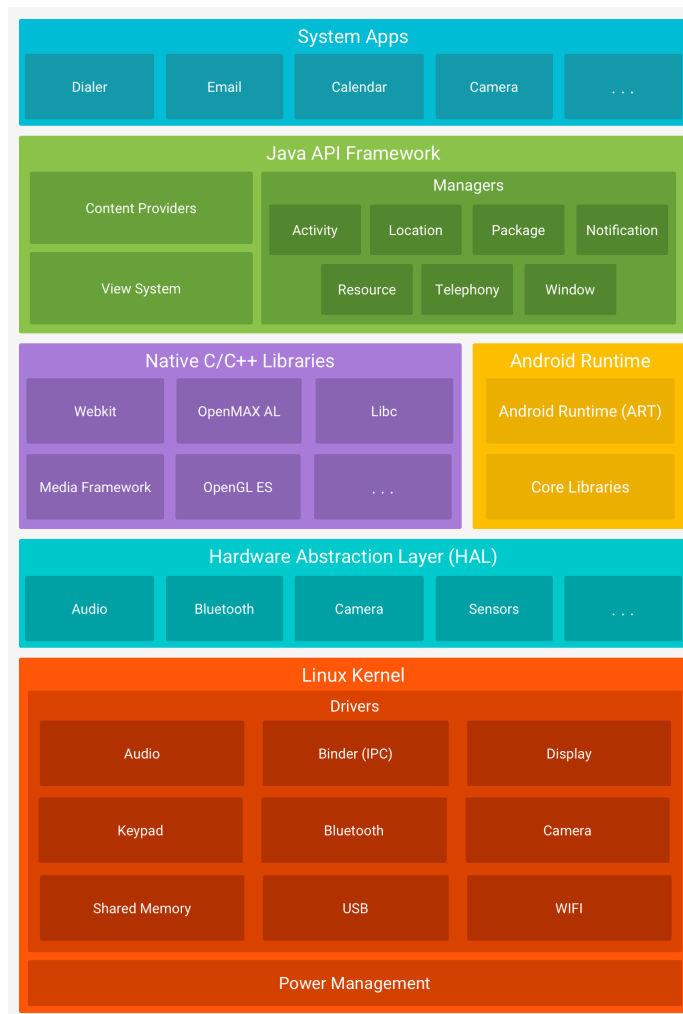 System Apps
Dialer
Email
Calendar
Camera
. . .
Java API Framework
Content Providers
View System
Managers
Activity
Location
Package
Notification
Resource
Telephony
Window
Native C/C++ Libraries
Webkit
OpenMAX AL
Libc
Media Framework
OpenGL ES
. . .
Android Runtime
Android Runtime (ART)
Core Libraries
Hardware Abstraction Layer (HAL)
Audio
Bluetooth
Camera
Sensors
. . .
Linux Kernel
Drivers
Audio
Binder (IPC)
Display
Keypad
Bluetooth
Camera
Shared Memory
USB
WIFI
Power Management